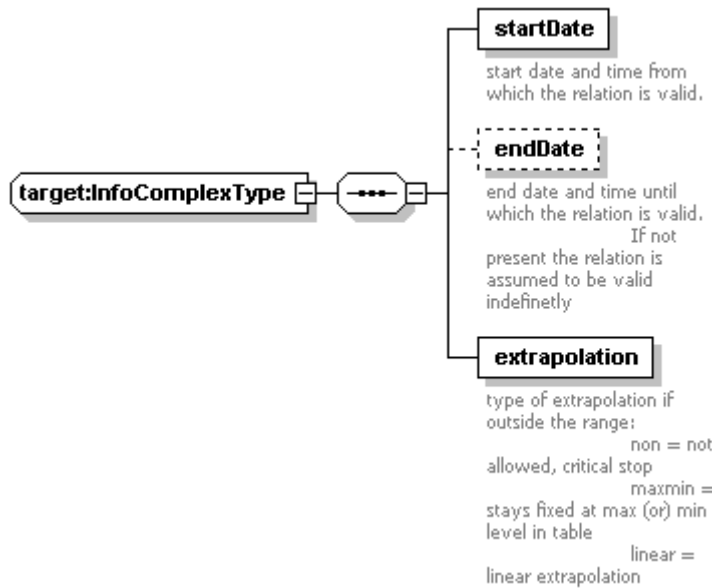 startDate
start date and time from
which the relation is valid.
endDate
end date and time until
which the relation is valid.
If not
present the relation is
assumed to be valid
indefinetly
target:InfoComplexType
extrapolation
type of extrapolation if
outside the range:
non = not
allowed, critical stop
maxmin =
stays fixed at max (or) min
level in table
linear =
linear extrapolation